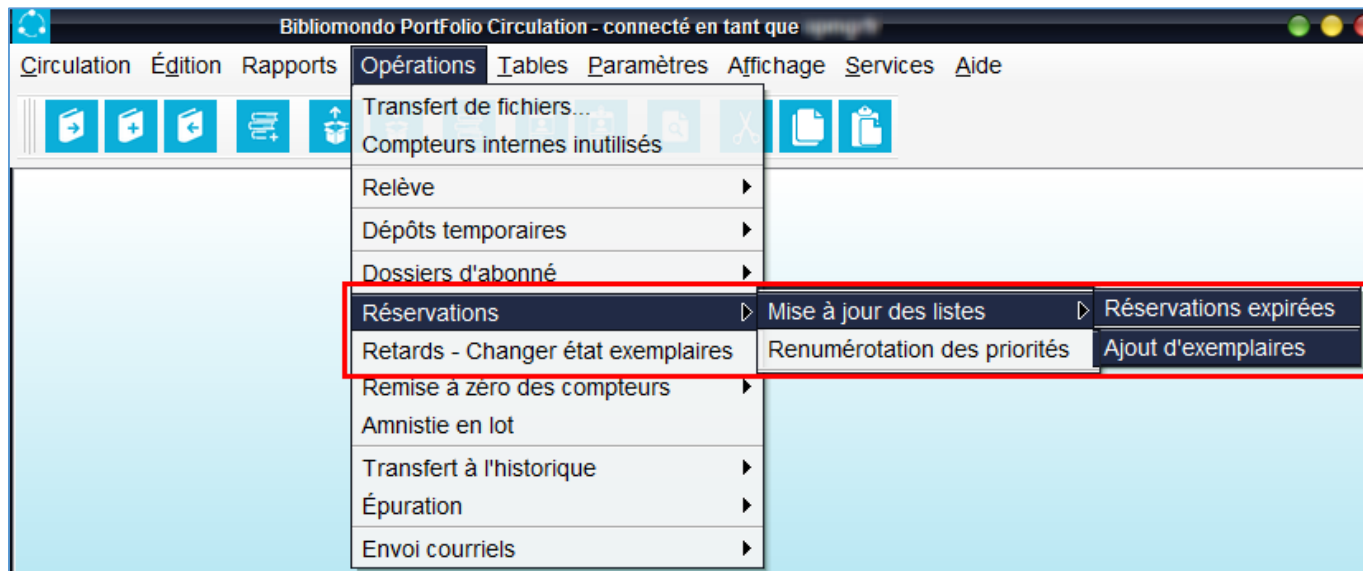 Bibliomondo PortFolio Circulation - connecté en tant que
Circulation Édition Rapports Opérations Tables Paramètres Affichage Services Aide
Transfert de fichiers...
Compteurs internes inutilisés
Relève
Dépôts temporaires
Dossiers d'abonné
Réservations Mise à jour des listes Réservations expirées
Retards - Changer état exemplaires Renumérotation des priorités Ajout d'exemplaires
Remise à zéro des compteurs
Amnistie en lot
Transfert à l'historique
Épuration
Envoi courriels